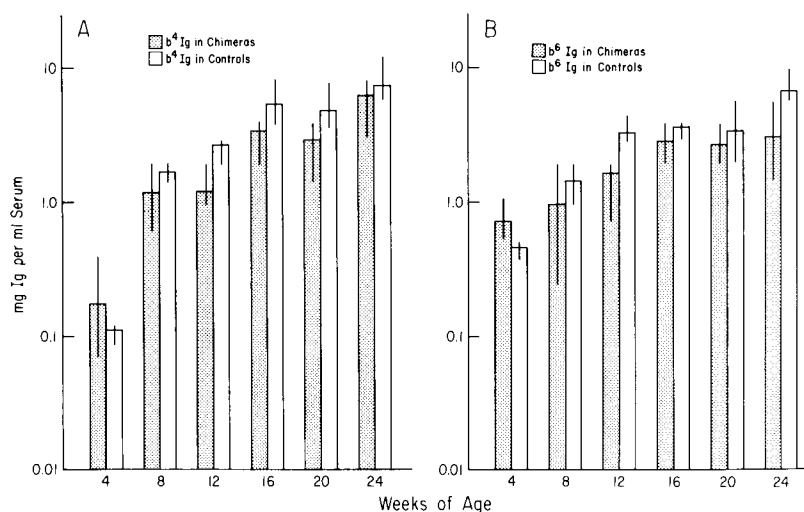 A
b⁴ Ig in Chimeras
b⁴ Ig in Controls
B
b⁶ Ig in Chimeras
b⁶ Ig in Controls
mg Ig per ml Serum
10
1.0
0.1
0.01
10
1.0
0.1
0.01
4 8 12 16 20 24
4 8 12 16 20 24
Weeks of Age